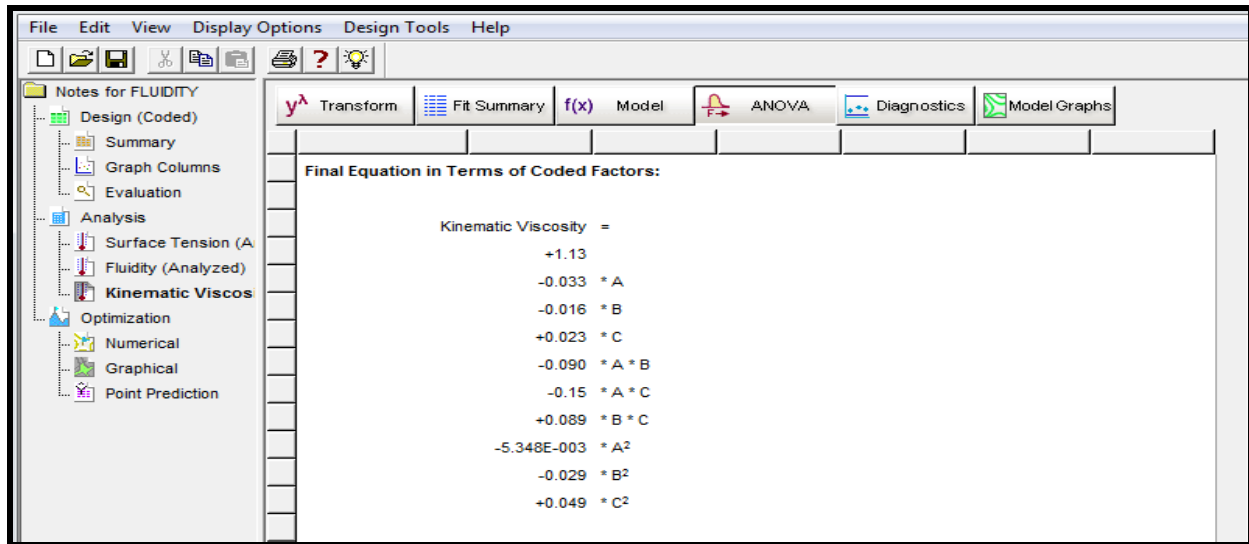 File Edit View Display Options Design Tools Help
Notes for FLUIDITY
Design (Coded)
Summary
Graph Columns
Evaluation
Analysis
Surface Tension (A
Fluidity (Analyzed)
Kinematic Viscosi
Optimization
Numerical
Graphical
Point Prediction
yλ Transform Fit Summary f(x) Model ANOVA Diagnostics Model Graphs
Final Equation in Terms of Coded Factors:
Kinematic Viscosity =
+1.13
-0.033 * A
-0.016 * B
+0.023 * C
-0.090 * A * B
-0.15 * A * C
+0.089 * B * C
-5.348E-003 * A²
-0.029 * B²
+0.049 * C²